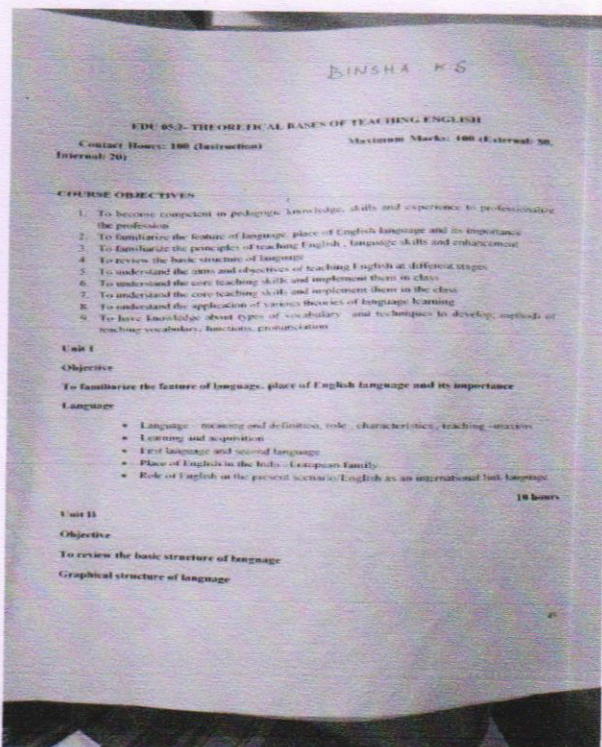 BINSHA K S
EDU 05.2- THEORETICAL BASES OF TEACHING ENGLISH
Contact Hours: 100 (Instruction) Maximum Marks: 100 (External: 80,
Internal: 20)
COURSE OBJECTIVES
1. To become competent in pedagogic knowledge, skills and experience to professionalize
the profession
2. To familiarize the feature of language, place of English language and its importance
3. To familiarize the principles of teaching English , language skills and enhancement
4. To review the basic structure of language
5. To understand the aims and objectives of teaching English at different stages
6. To understand the core teaching skills and implement them in class
7. To understand the core teaching skills and implement them in the class
8. To understand the application of various theories of language learning
9. To have knowledge about types of vocabulary and techniques to develop, methods of
teaching vocabulary, functions, pronunciation
Unit I
Objective
To familiarize the feature of language, place of English language and its importance
Language
• Language - meaning and definition, role , characteristics , teaching -maxims
• Learning and acquisition
• First language and second language
• Place of English in the Indo - European family
• Role of English in the present scenario/English as an international link language
10 hours
Unit II
Objective
To review the basic structure of language
Graphical structure of language